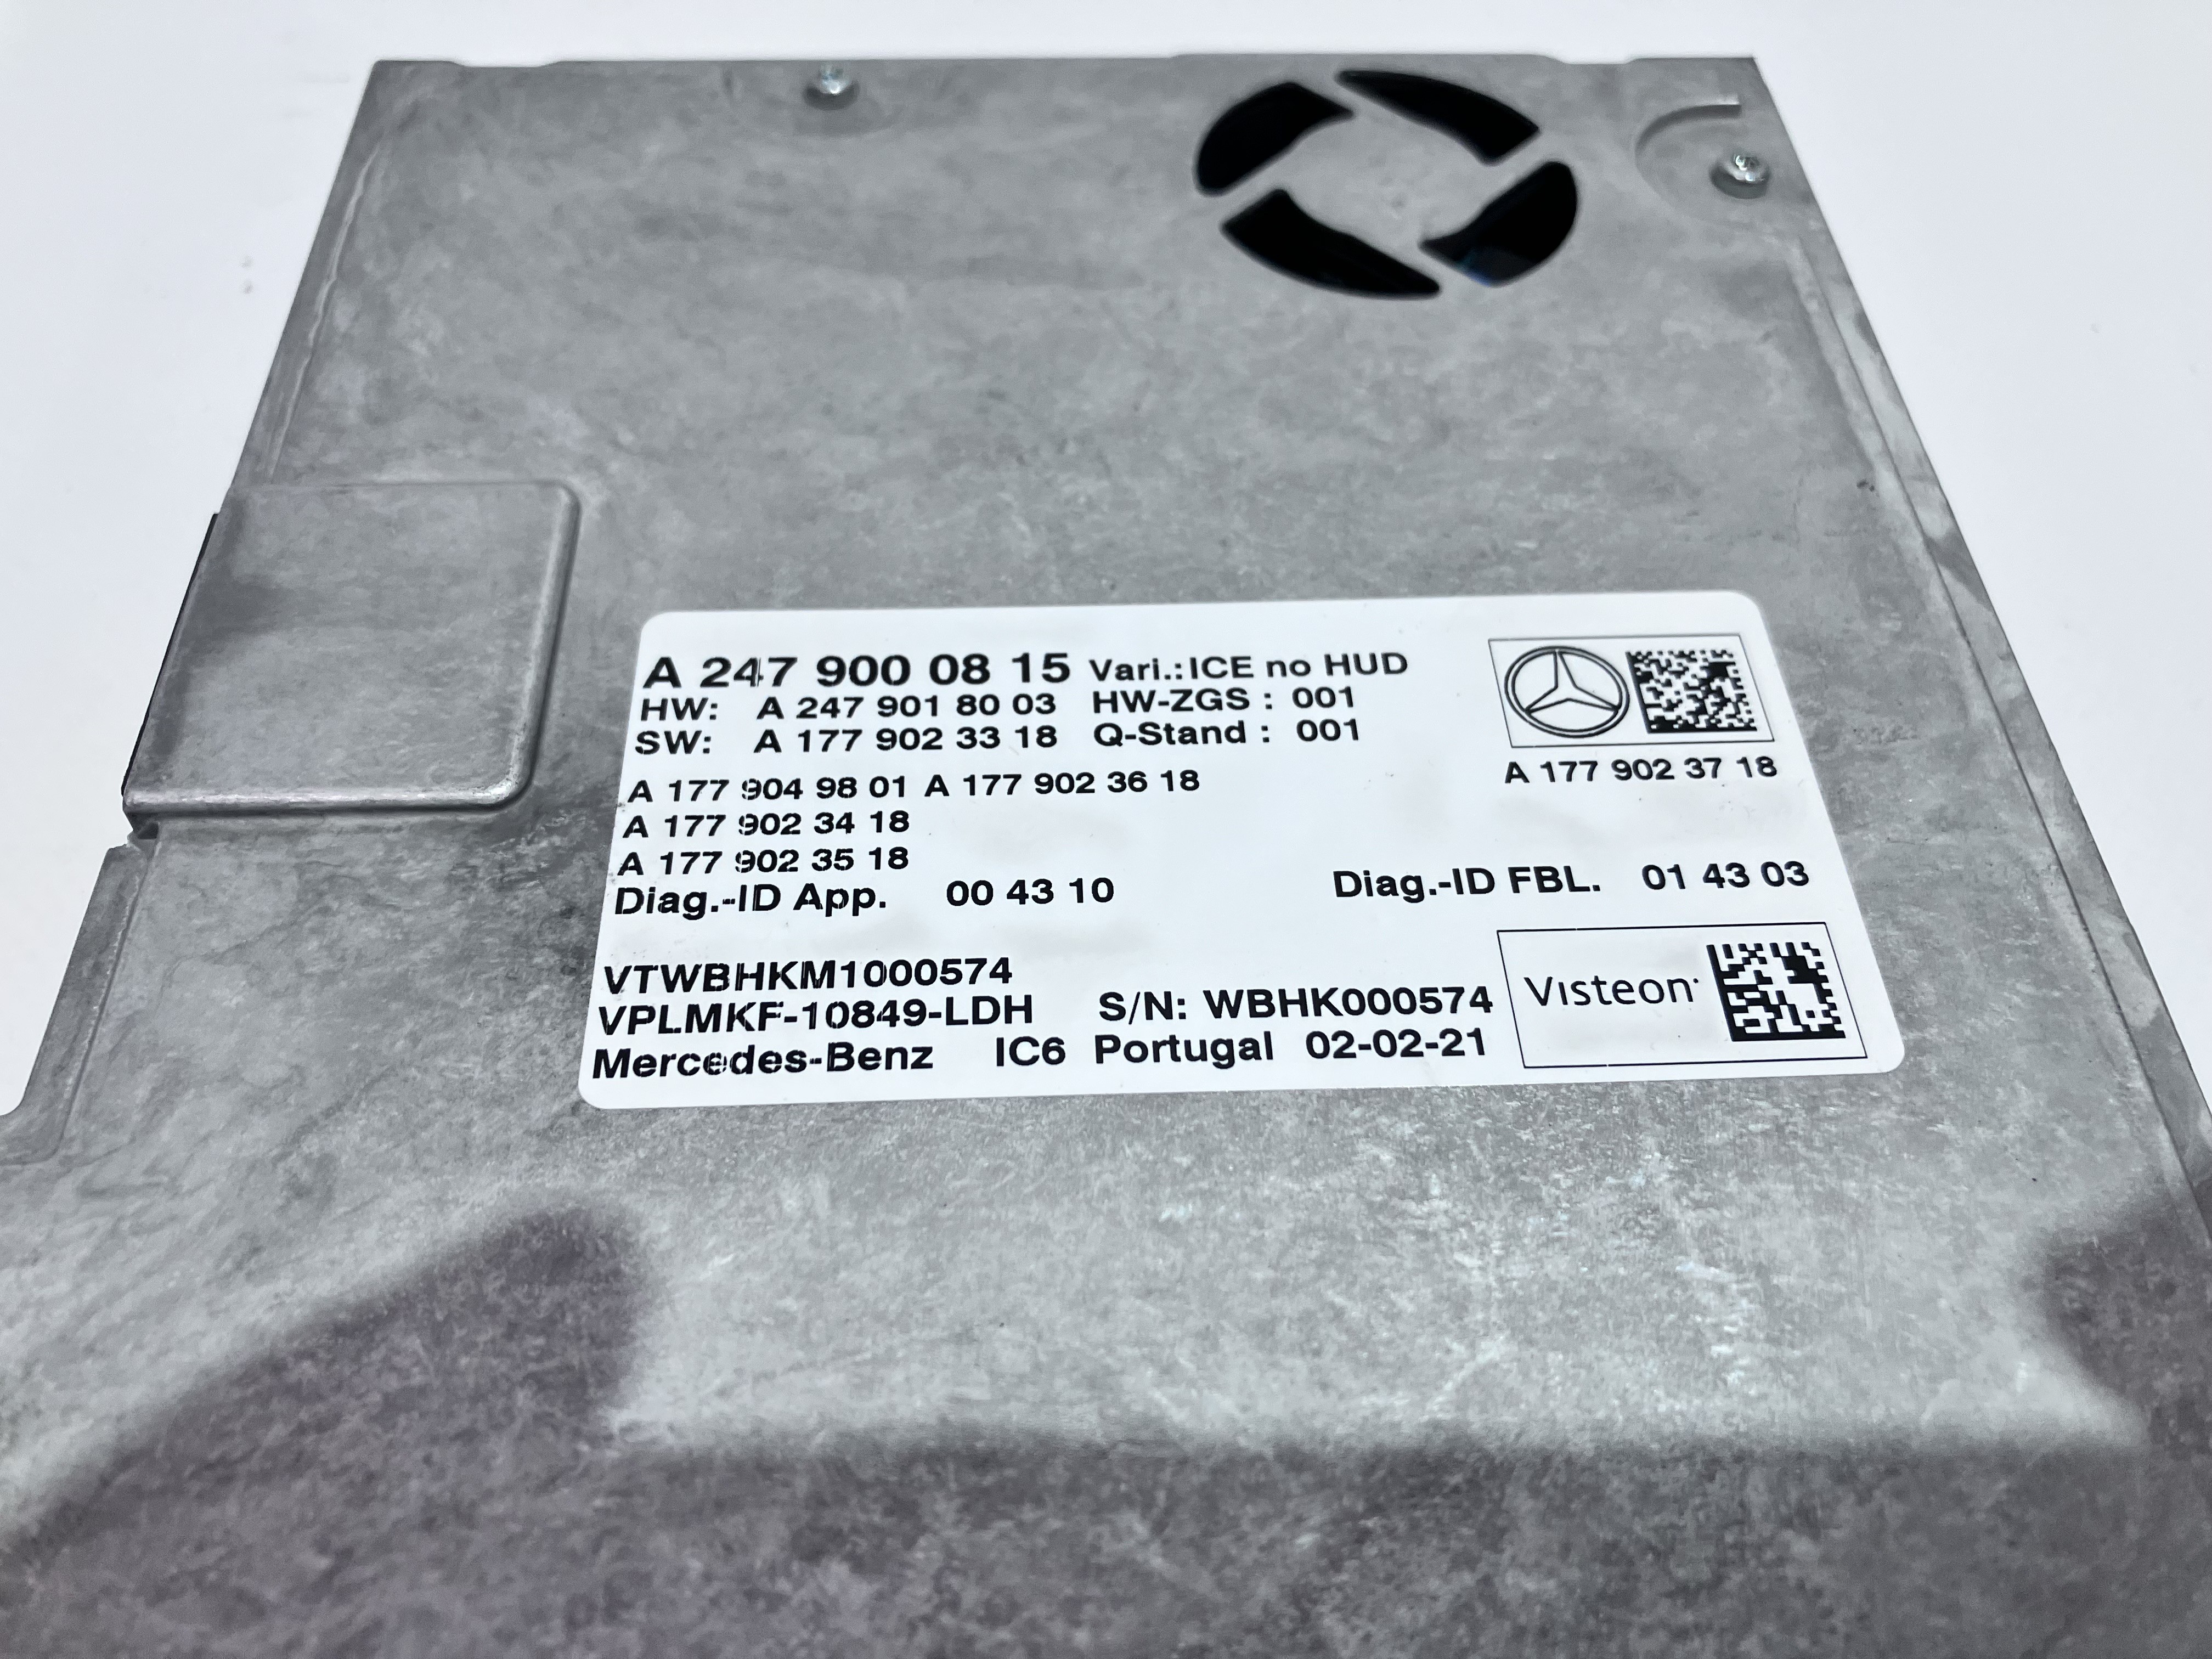 A 247 900 08 15 Vari.:ICE no HUD
HW: A 247 901 80 03 HW-ZGS : 001
SW: A 177 902 33 18 Q-Stand : 001
A 177 902 37 18
A 177 904 98 01 A 177 902 36 18
A 177 902 34 18
A 177 902 35 18
Diag.-ID App. 00 43 10 Diag.-ID FBL. 01 43 03
VTWBHKM1000574
VPLMKF-10849-LDH S/N: WBHK000574
Mercedes-Benz IC6 Portugal 02-02-21
Visteon